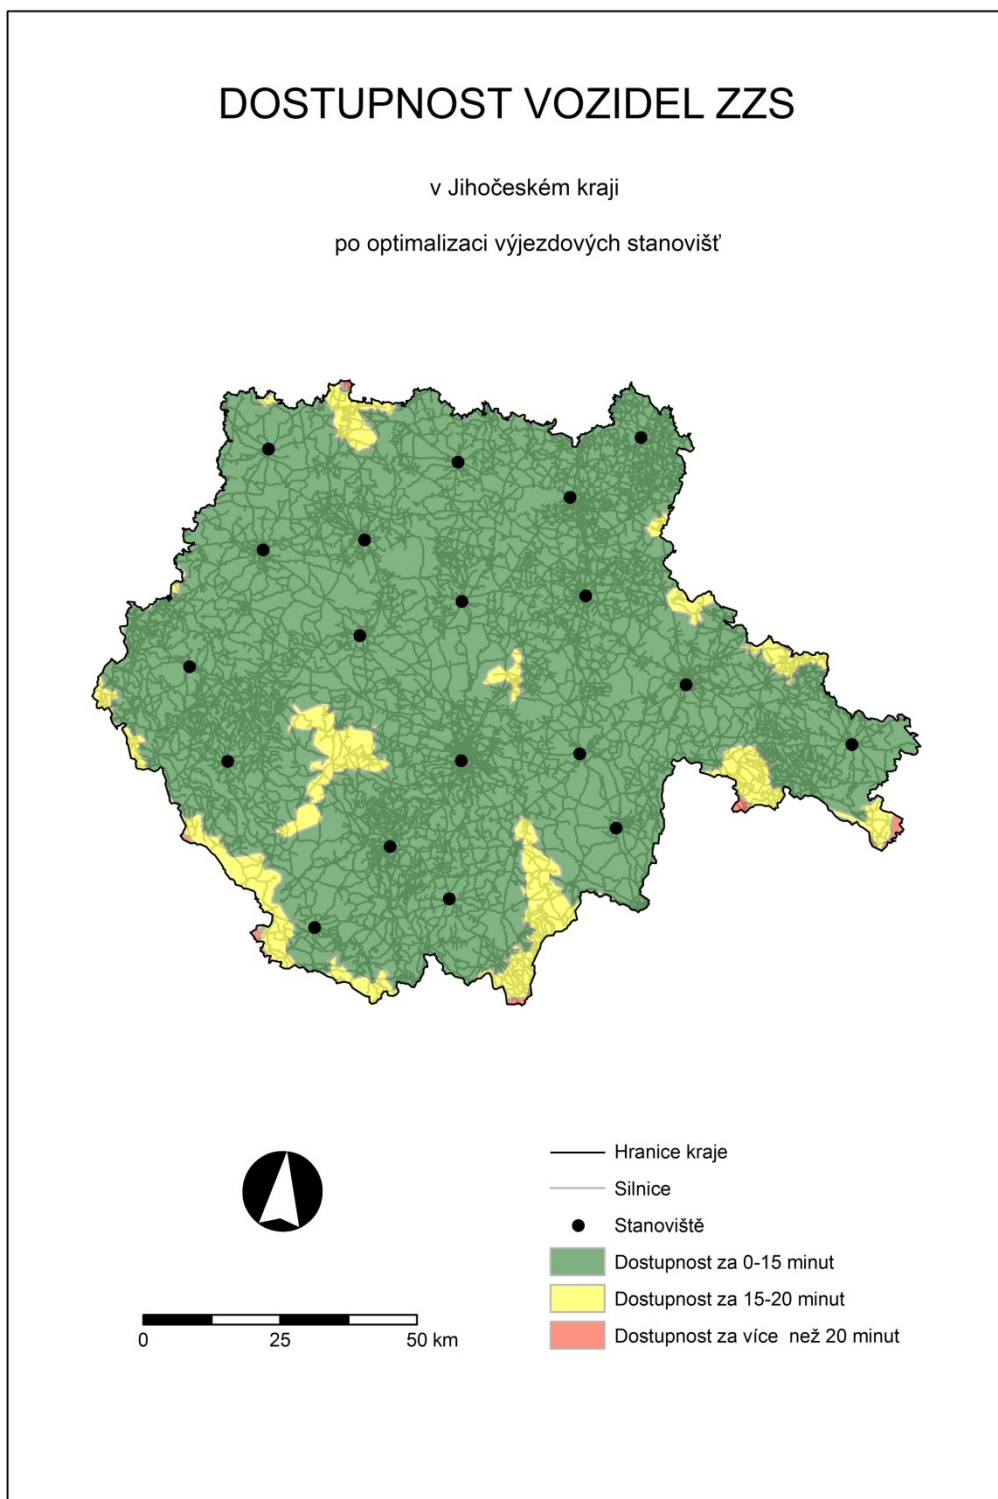 DOSTUPNOST VOZIDEL ZZS
v Jihočeském kraji
po optimalizaci výjezdových stanovišť
Hranice kraje
Silnice
Stanoviště
Dostupnost za 0-15 minut
Dostupnost za 15-20 minut
Dostupnost za více než 20 minut
0 25 50 km